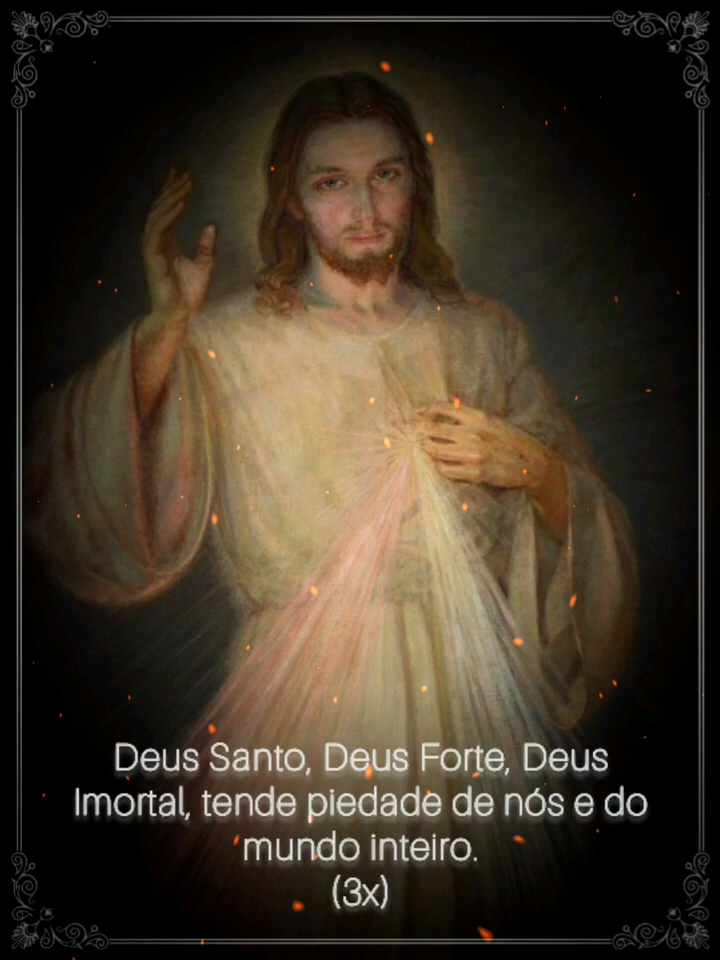 Deus Santo, Deus Forte, Deus
Imortal, tende piedade de nós e do
mundo inteiro.
(3x)